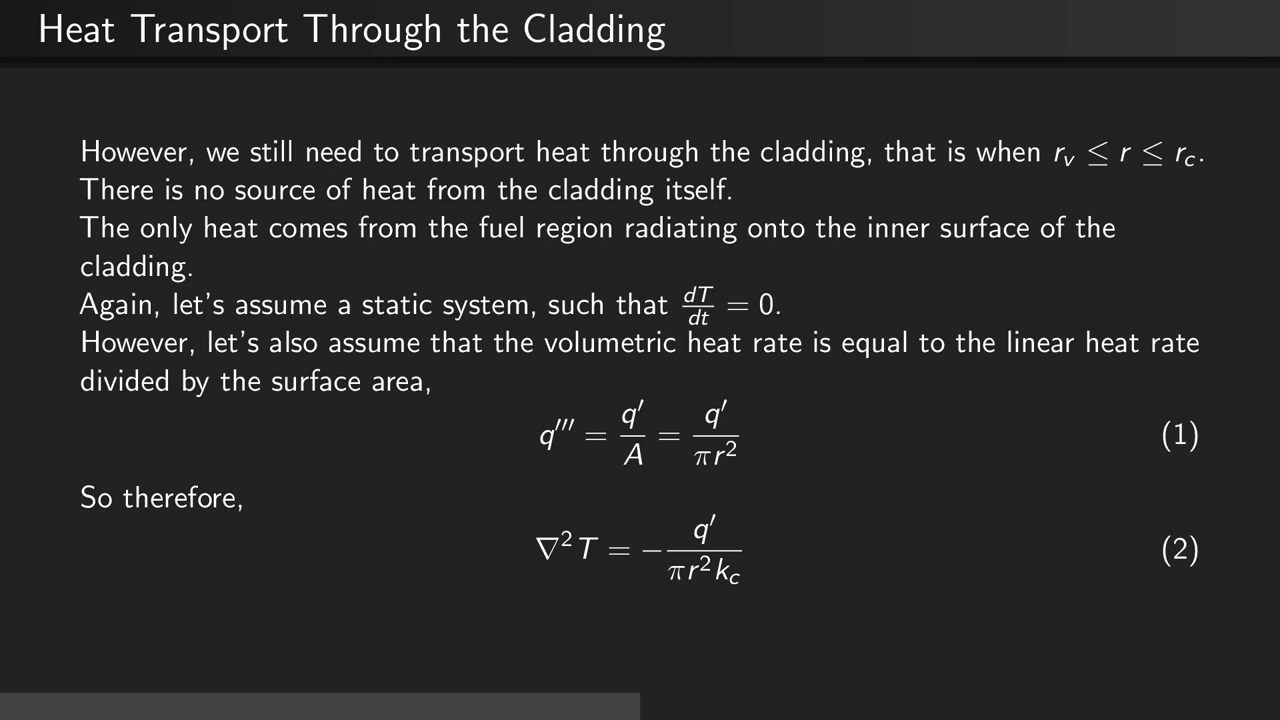 Heat Transport Through the Cladding
However, we still need to transport heat through the cladding, that is when r_v ≤ r ≤ r_c.
There is no source of heat from the cladding itself.
The only heat comes from the fuel region radiating onto the inner surface of the
cladding.
Again, let's assume a static system, such that dT/dt = 0.
However, let's also assume that the volumetric heat rate is equal to the linear heat rate
divided by the surface area,
q''' = q'/A = q'/πr² (1)
So therefore,
∇²T = −q'/πr²k_c (2)